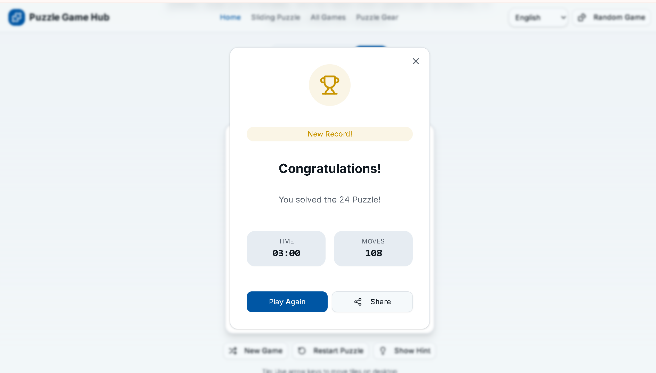 Puzzle Game Hub
Home Sliding Puzzle All Games Puzzle Gear
English
Random Game
New Record!
Congratulations!
You solved the 24 Puzzle!
TIME
03:00
MOVES
108
Play Again
Share
New Game
Restart Puzzle
Show Hint